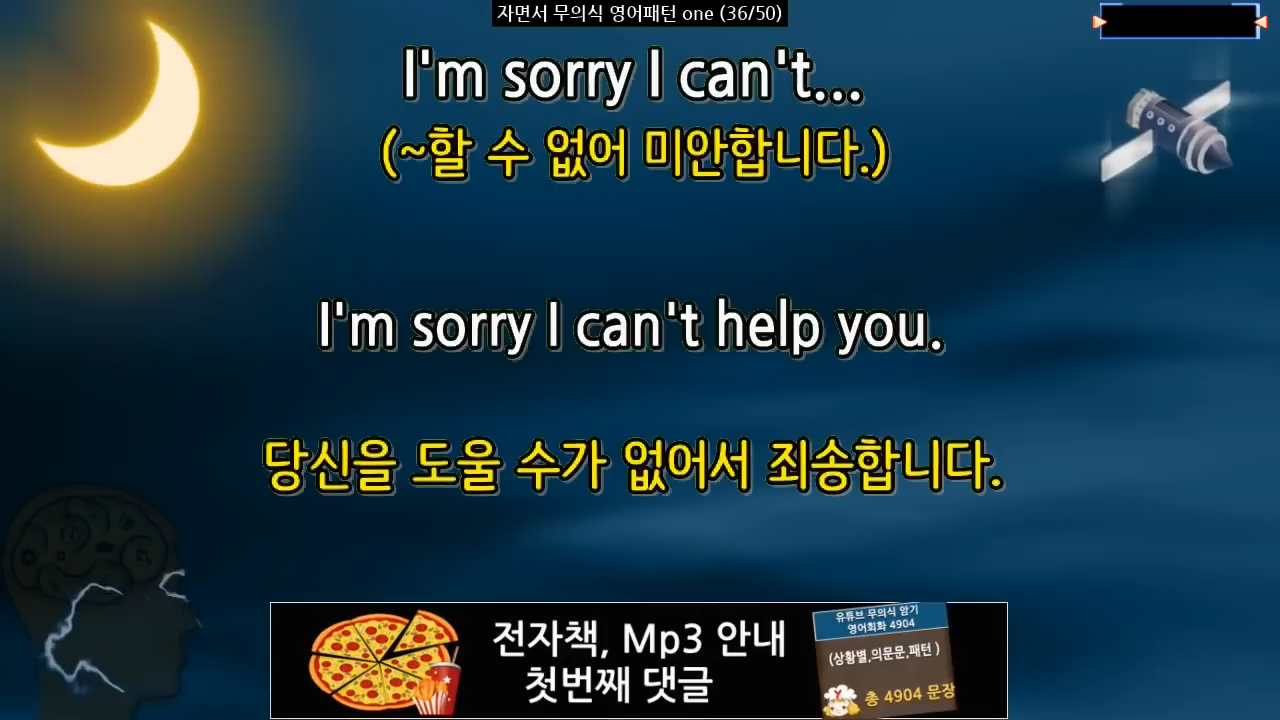 자면서 무의식 영어패턴 one (36/50)
I'm sorry I can't...
(~할 수 없어 미안합니다.)
I'm sorry I can't help you.
당신을 도울 수가 없어서 죄송합니다.
전자책, Mp3 안내
첫번째 댓글
유튜브 무의식 암기
영어회화 4904
(상황별,의문문,패턴 )
총 4904 문장